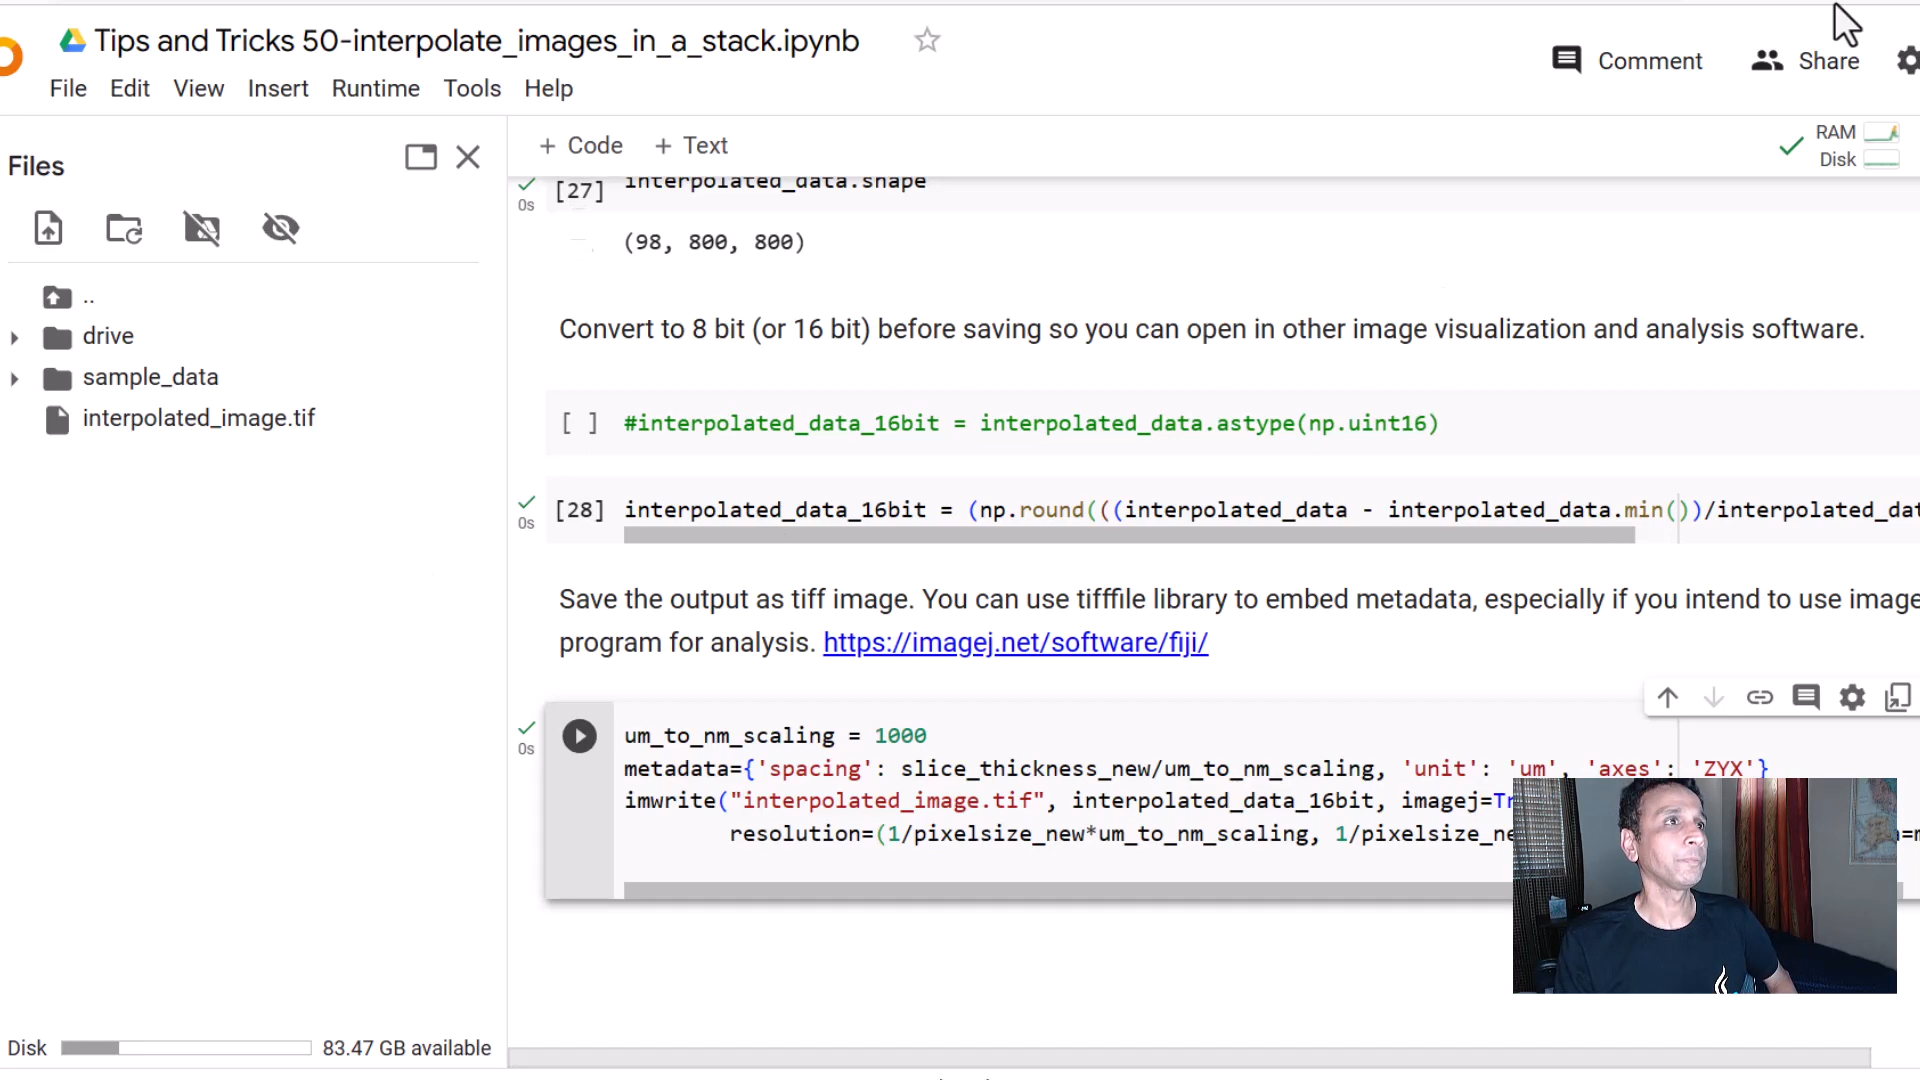 Tips and Tricks 50-interpolate_images_in_a_stack.ipynb
Comment
Share
File Edit View Insert Runtime Tools Help
Files
+ Code + Text
RAM
Disk
..
drive
sample_data
interpolated_image.tif
Disk 83.47 GB available
0s [27] interpolated_data.shape
(98, 800, 800)
Convert to 8 bit (or 16 bit) before saving so you can open in other image visualization and analysis software.
[ ] #interpolated_data_16bit = interpolated_data.astype(np.uint16)
0s [28] interpolated_data_16bit = (np.round(((interpolated_data - interpolated_data.min())/interpolated_dat
Save the output as tiff image. You can use tifffile library to embed metadata, especially if you intend to use image
program for analysis. https://imagej.net/software/fiji/
0s um_to_nm_scaling = 1000
metadata={'spacing': slice_thickness_new/um_to_nm_scaling, 'unit': 'um', 'axes': 'ZYX'}
imwrite("interpolated_image.tif", interpolated_data_16bit, imagej=Tr
resolution=(1/pixelsize_new*um_to_nm_scaling, 1/pixelsize_ne